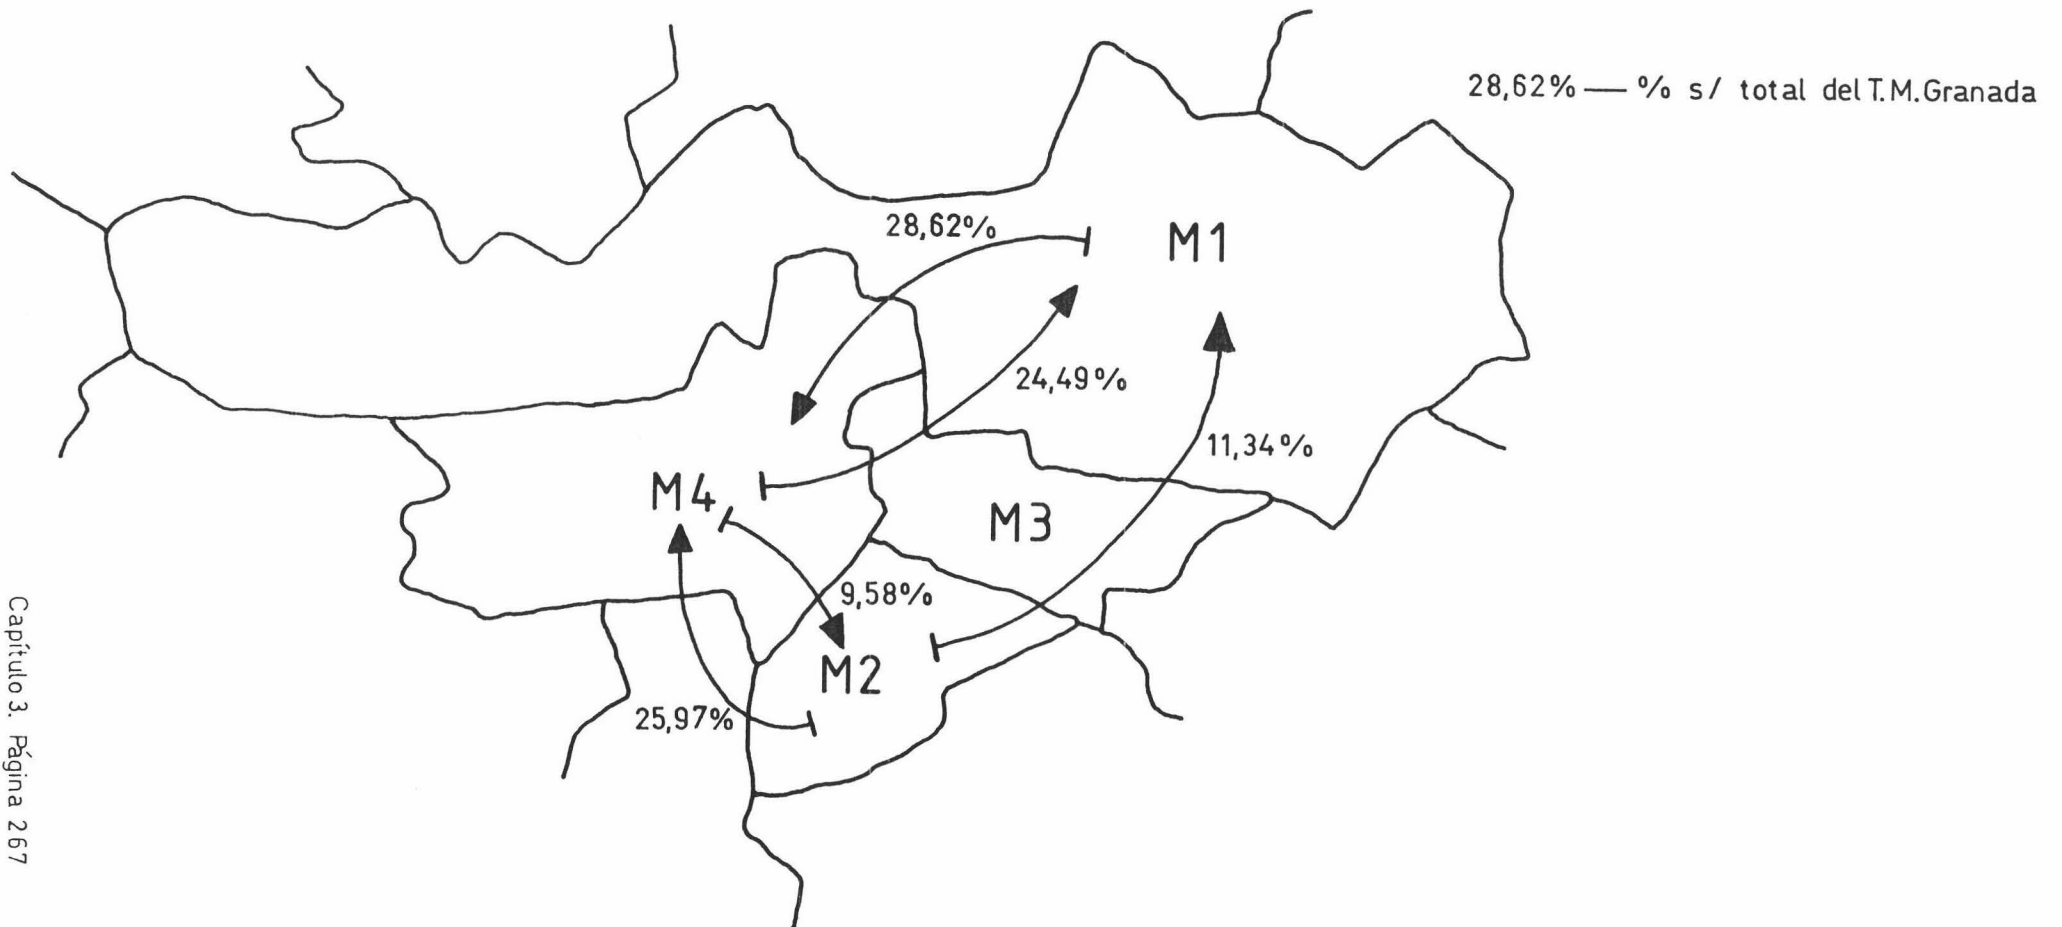 28,62% — % s/ total del T.M.Granada
28,62%
M1
24,49%
11,34%
M4
M3
9,58%
M2
25,97%
Capítulo 3. Página 267